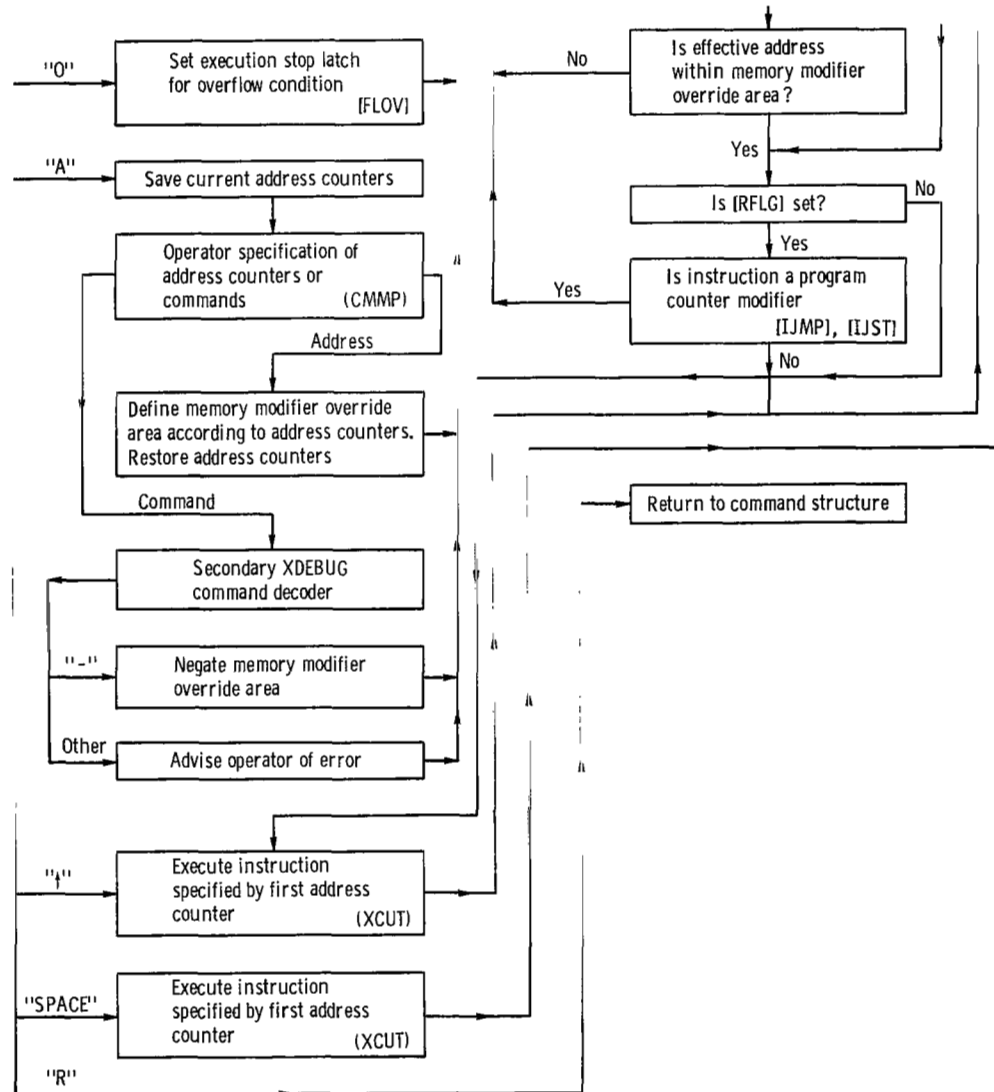 "O"
Set execution stop latch
for overflow condition
[FLOV]
"A"
Save current address counters
Operator specification of
address counters or
commands
(CMMP)
Address
Define memory modifier override
area according to address counters.
Restore address counters
Command
Secondary XDEBUG
command decoder
"-"
Negate memory modifier
override area
Other
Advise operator of error
"↑"
Execute instruction
specified by first address
counter
(XCUT)
"SPACE"
Execute instruction
specified by first address
counter
(XCUT)
"R"
Is effective address
within memory modifier
override area?
No
Yes
Is [RFLG] set?
No
Yes
Is instruction a program
counter modifier
[IJMP], [IJST]
Yes
No
Return to command structure